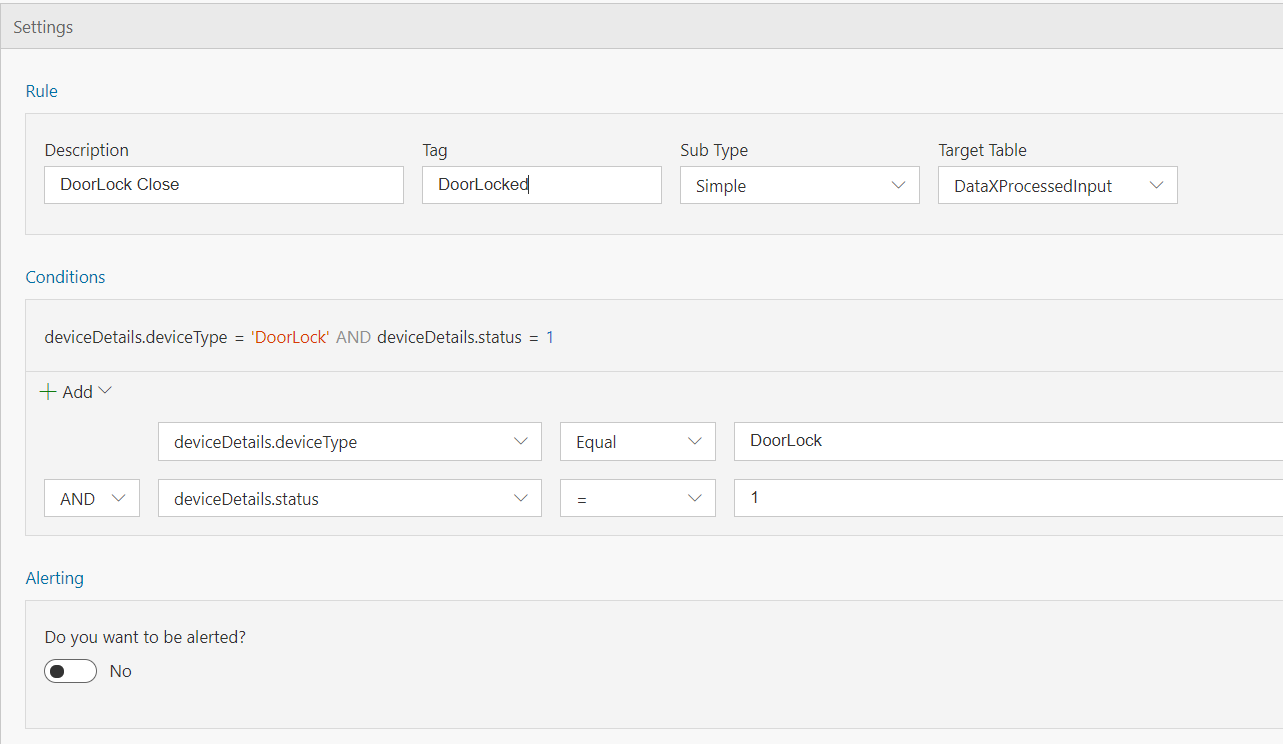 Settings
Rule
Description Tag Sub Type Target Table
DoorLock Close DoorLocked Simple DataXProcessedInput
Conditions
deviceDetails.deviceType = 'DoorLock' AND deviceDetails.status = 1
Add
deviceDetails.deviceType Equal DoorLock
AND deviceDetails.status = 1
Alerting
Do you want to be alerted?
No